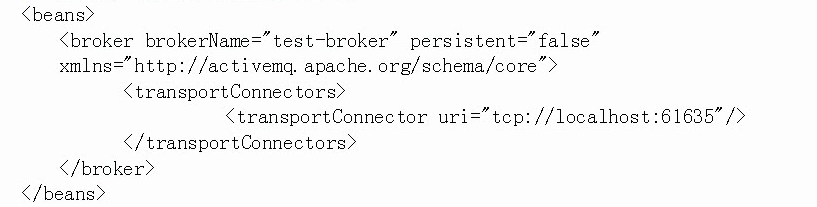 <beans>
<broker brokerName="test-broker" persistent="false"
xmlns="http://activemq.apache.org/schema/core">
<transportConnectors>
<transportConnector uri="tcp://localhost:61635"/>
</transportConnectors>
</broker>
</beans>